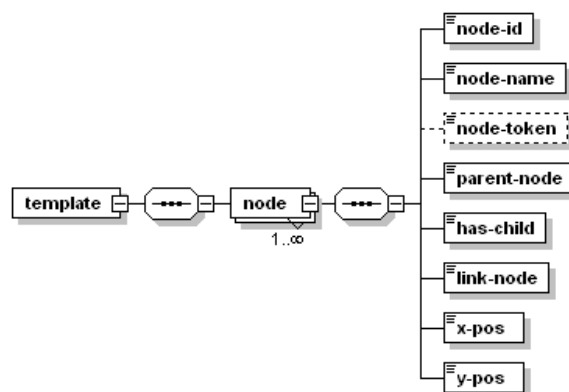 node-id
node-name
node-token
parent-node
has-child
link-node
x-pos
y-pos
template
node
1..∞